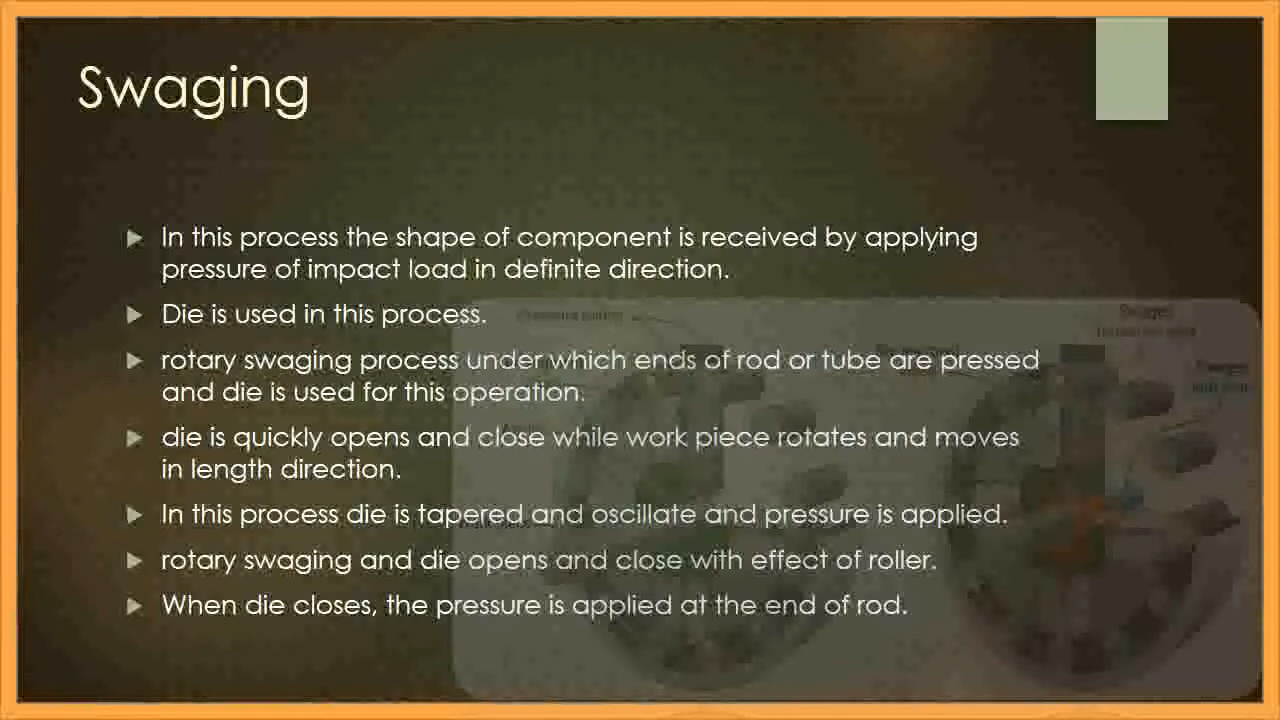 Swaging
In this process the shape of component is received by applying
pressure of impact load in definite direction.
Die is used in this process.
rotary swaging process under which ends of rod or tube are pressed
and die is used for this operation.
die is quickly opens and close while work piece rotates and moves
in length direction.
In this process die is tapered and oscillate and pressure is applied.
rotary swaging and die opens and close with effect of roller.
When die closes, the pressure is applied at the end of rod.